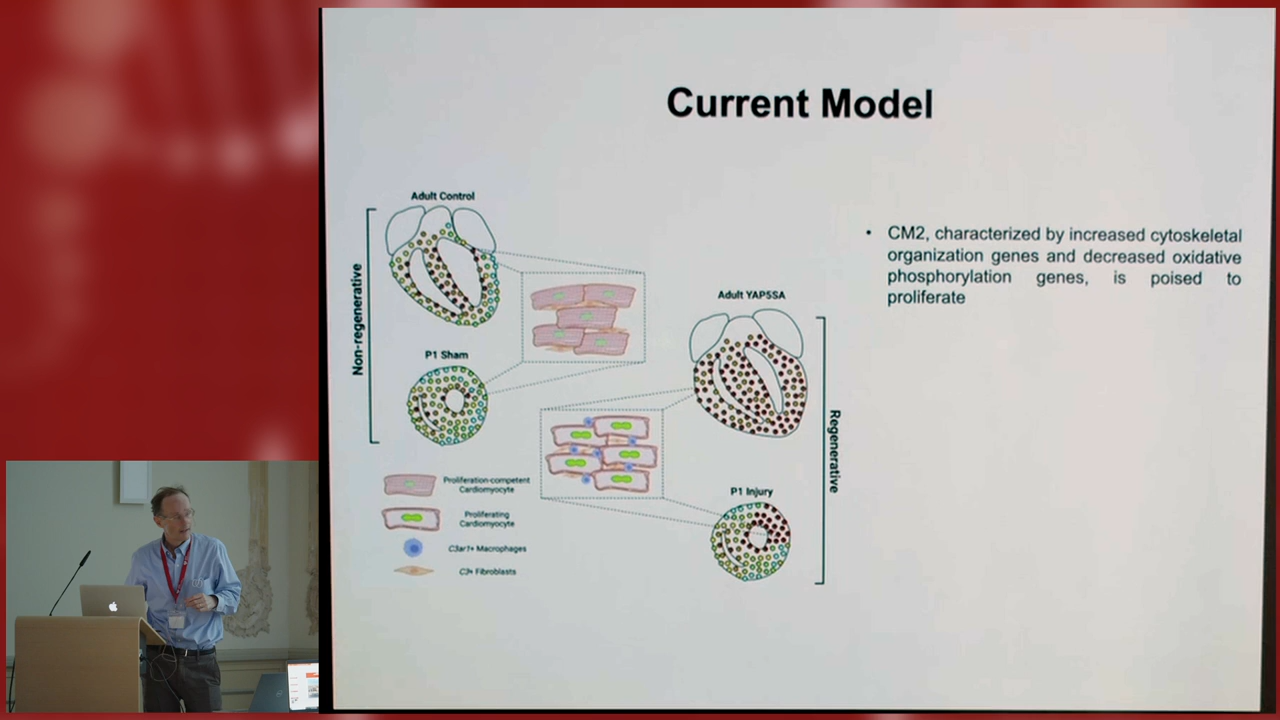 Current Model
Adult Control
Non-regenerative
P1 Sham
Adult YAP5SA
Regenerative
P1 Injury
Proliferation-competent
Cardiomyocyte
Proliferating
Cardiomyocyte
C3ar1+ Macrophages
C3+ Fibroblasts
• CM2, characterized by increased cytoskeletal
organization genes and decreased oxidative
phosphorylation genes, is poised to
proliferate